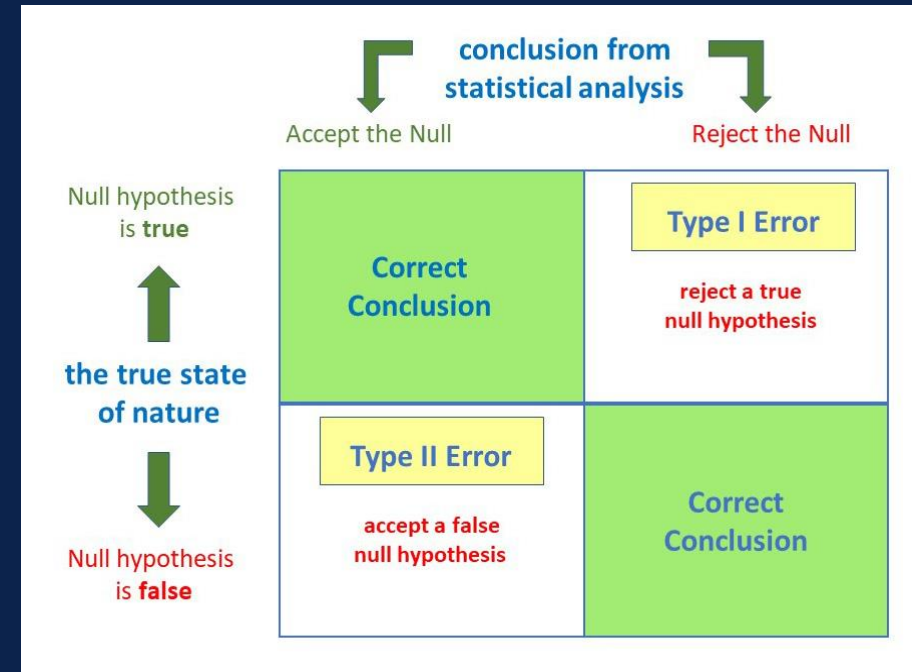 conclusion from
statistical analysis
Accept the Null
Reject the Null
Null hypothesis
is true
Correct
Conclusion
Type I Error
reject a true
null hypothesis
the true state
of nature
Null hypothesis
is false
Type II Error
accept a false
null hypothesis
Correct
Conclusion